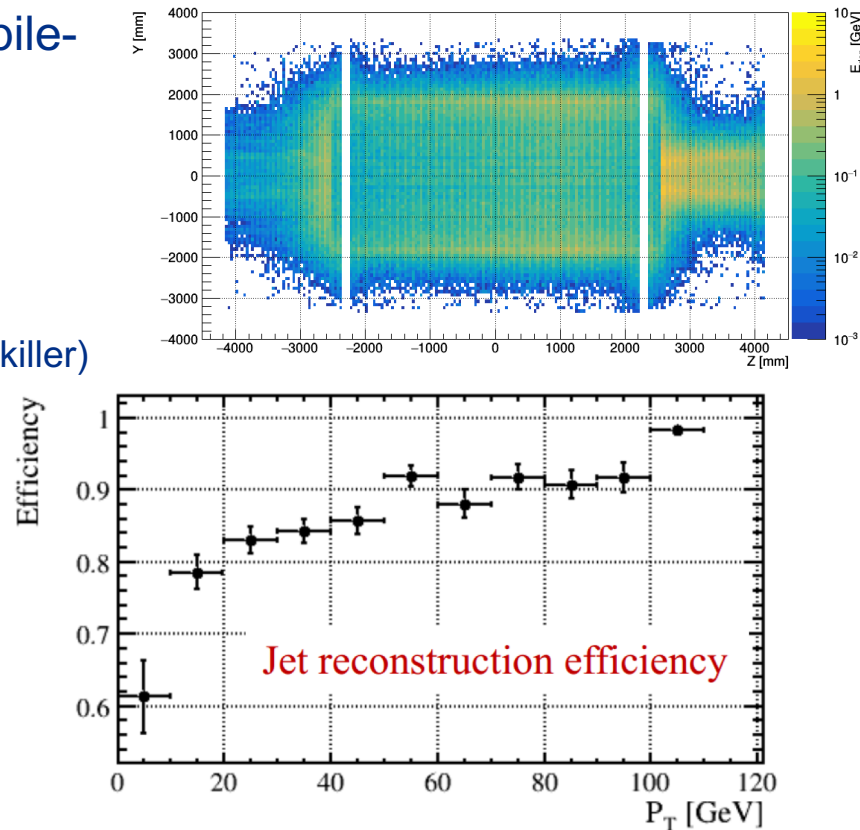 pile-
killer)
Y [mm]
4000
3000
2000
1000
0
−1000
−2000
−3000
−4000
−4000 −3000 −2000 −1000 0 1000 2000 3000 4000
Z [mm]
10
1
10⁻¹
10⁻²
10⁻³
[GeV]
Efficiency
1
0.9
0.8
0.7
0.6
Jet reconstruction efficiency
0 20 40 60 80 100 120
P_T [GeV]